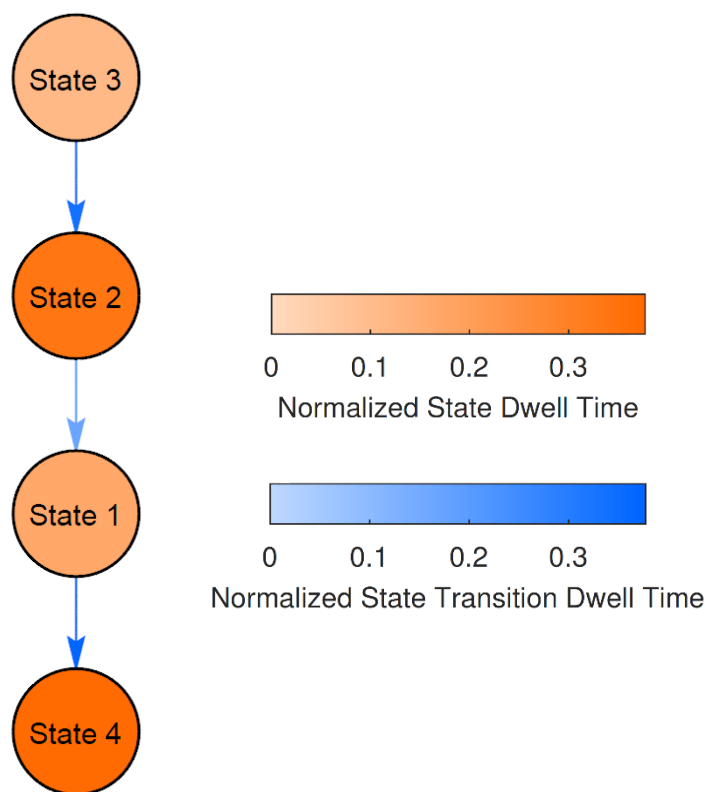 State 3
State 2
0 0.1 0.2 0.3
Normalized State Dwell Time
State 1
0 0.1 0.2 0.3
Normalized State Transition Dwell Time
State 4